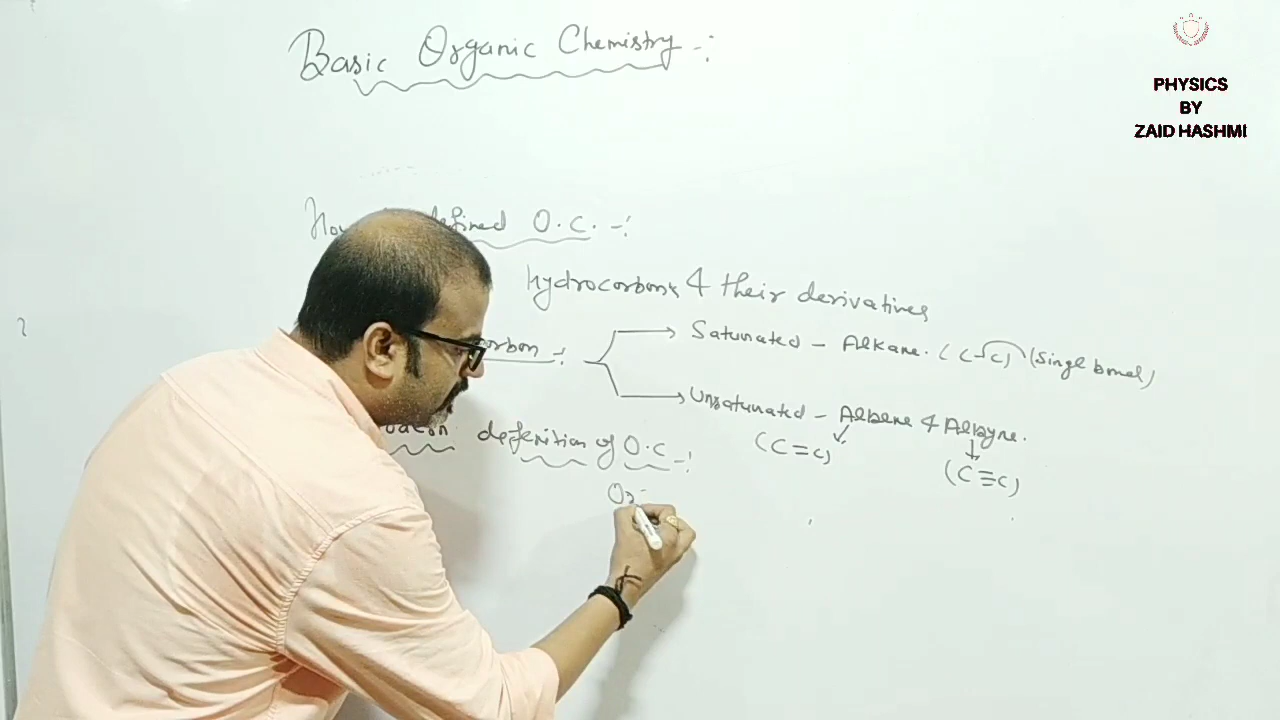 Basic Organic Chemistry -:
PHYSICS
BY
ZAID HASHMI
defined O.C. -:
hydrocarbons & their derivatives
Saturated - Alkane. (C-C) (Single bond)
Unsaturated - Alkene & Alkyne.
(C=C)
(C≡C)
defenition of O.C -: